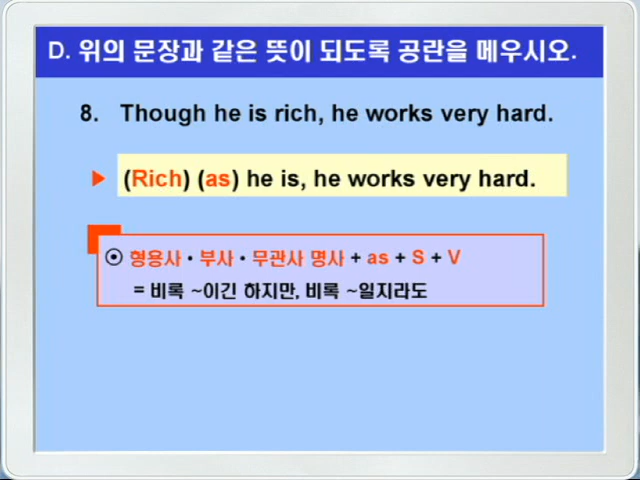 D. 위의 문장과 같은 뜻이 되도록 공란을 메우시오.
8. Though he is rich, he works very hard.
▶ (Rich) (as) he is, he works very hard.
⊙ 형용사 • 부사 • 무관사 명사 + as + S + V
= 비록 ~이긴 하지만, 비록 ~일지라도